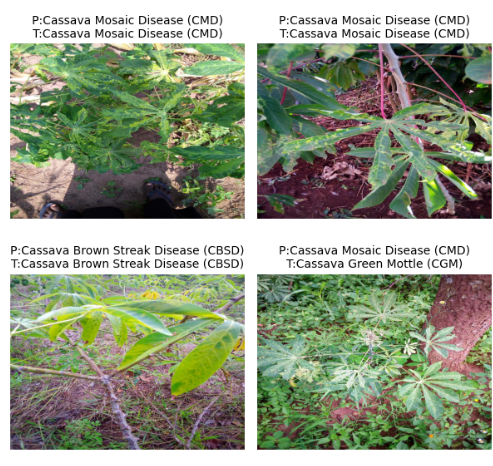 P:Cassava Mosaic Disease (CMD)
T:Cassava Mosaic Disease (CMD)
P:Cassava Mosaic Disease (CMD)
T:Cassava Mosaic Disease (CMD)
P:Cassava Brown Streak Disease (CBSD)
T:Cassava Brown Streak Disease (CBSD)
P:Cassava Mosaic Disease (CMD)
T:Cassava Green Mottle (CGM)